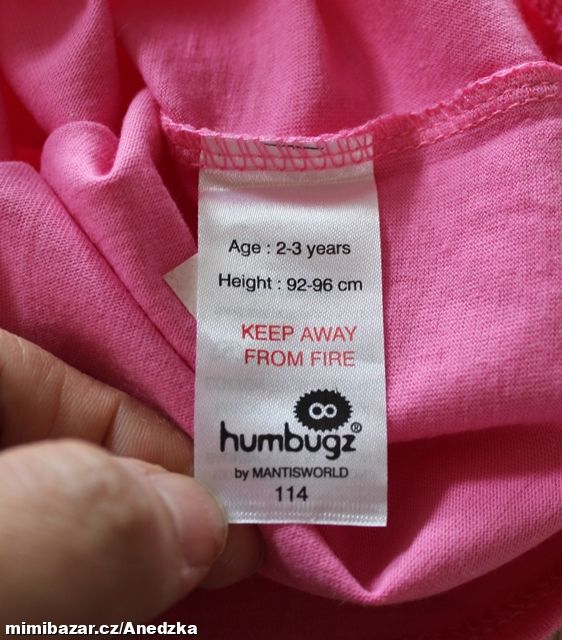 Age : 2-3 years
Height : 92-96 cm
KEEP AWAY
FROM FIRE
humbugz®
by MANTISWORLD
114
mimibazar.cz/Anedzka